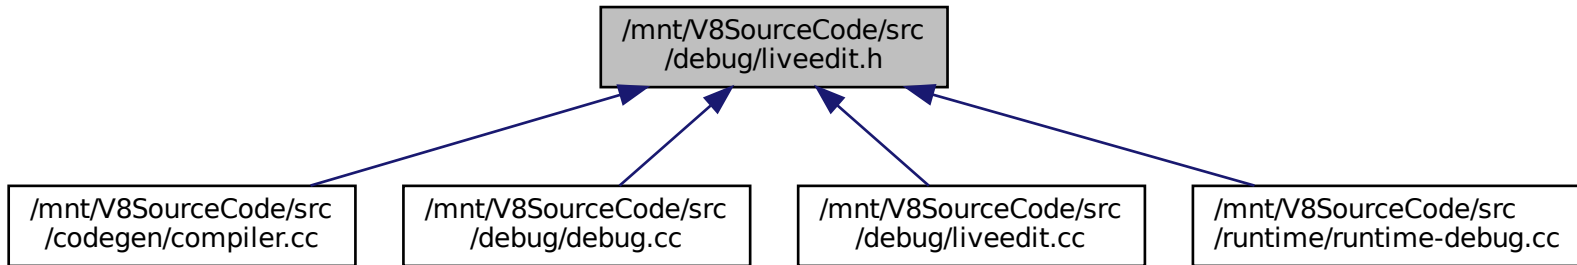 /mnt/V8SourceCode/src
/debug/liveedit.h
/mnt/V8SourceCode/src
/codegen/compiler.cc
/mnt/V8SourceCode/src
/debug/debug.cc
/mnt/V8SourceCode/src
/debug/liveedit.cc
/mnt/V8SourceCode/src
/runtime/runtime-debug.cc